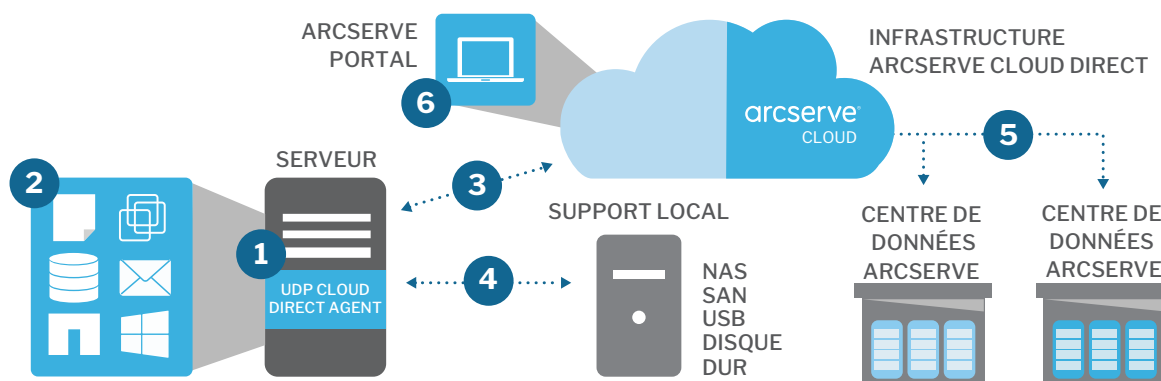 ARCSERVE
PORTAL
6
arcserve®
CLOUD
INFRASTRUCTURE
ARCSERVE CLOUD DIRECT
5
2
SERVEUR
1
UDP CLOUD
DIRECT AGENT
3
4
SUPPORT LOCAL
NAS
SAN
USB
DISQUE
DUR
CENTRE DE
DONNÉES
ARCSERVE
CENTRE DE
DONNÉES
ARCSERVE